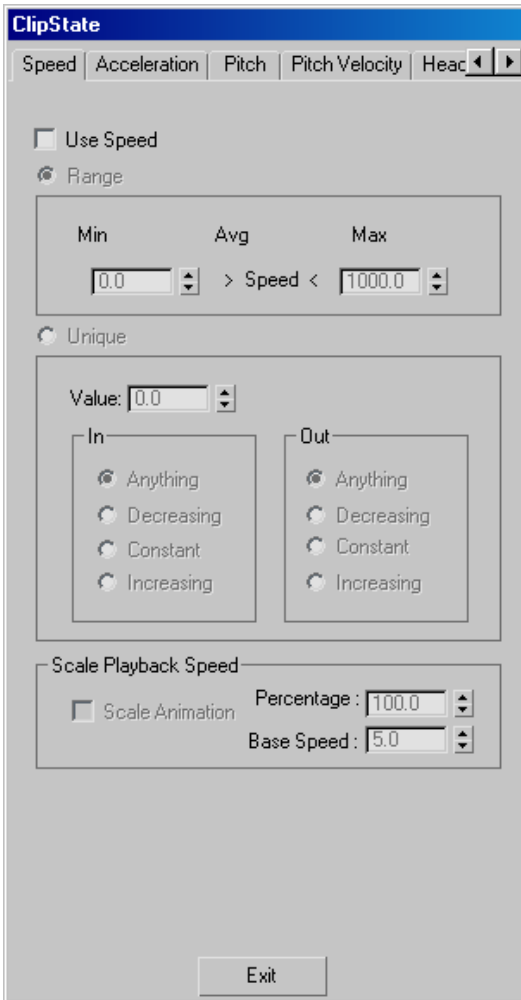 ClipState
Speed Acceleration Pitch Pitch Velocity Head
Use Speed
Range
Min Avg Max
0.0 > Speed < 1000.0
Unique
Value: 0.0
In Out
Anything Anything
Decreasing Decreasing
Constant Constant
Increasing Increasing
Scale Playback Speed
Scale Animation Percentage : 100.0
Base Speed : 5.0
Exit